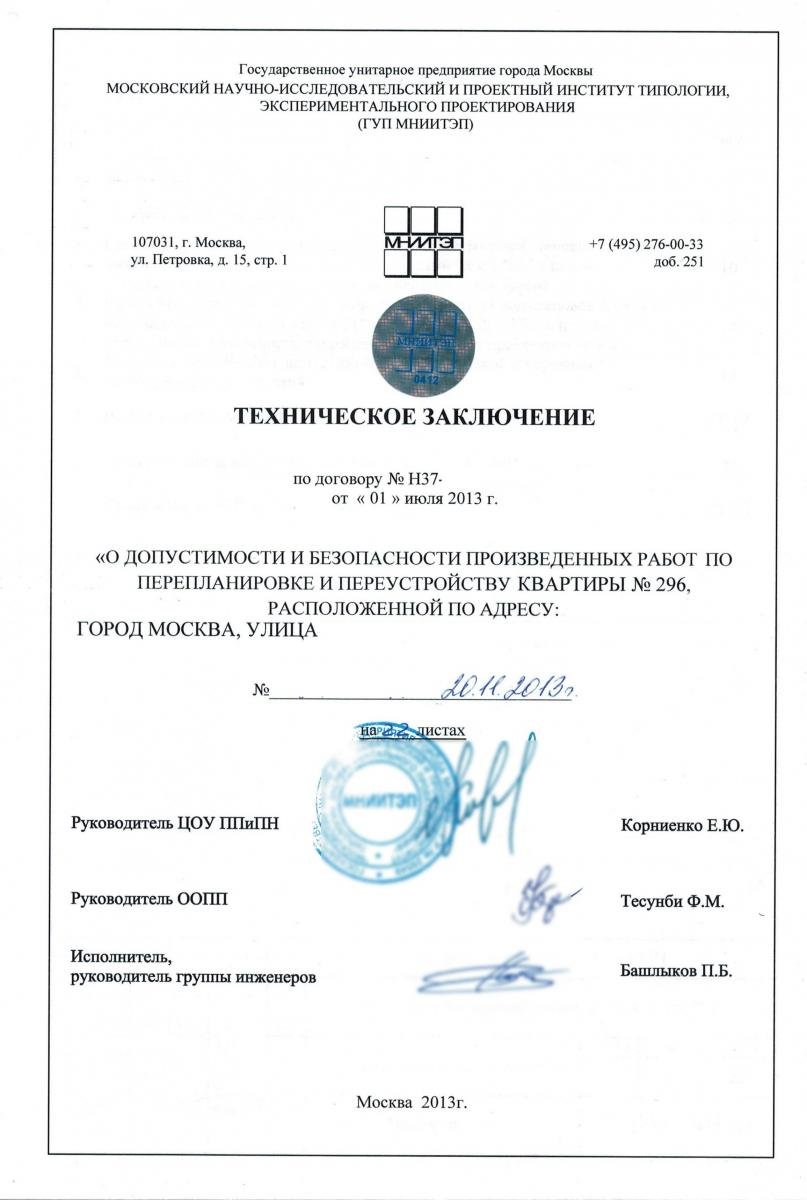 Государственное унитарное предприятие города Москвы
МОСКОВСКИЙ НАУЧНО-ИССЛЕДОВАТЕЛЬСКИЙ И ПРОЕКТНЫЙ ИНСТИТУТ ТИПОЛОГИИ,
ЭКСПЕРИМЕНТАЛЬНОГО ПРОЕКТИРОВАНИЯ
(ГУП МНИИТЭП)
107031, г. Москва,
ул. Петровка, д. 15, стр. 1
МНИИТЭП
+7 (495) 276-00-33
доб. 251
МНИИТЭП
0412
ТЕХНИЧЕСКОЕ ЗАКЛЮЧЕНИЕ
по договору № Н37-
от « 01 » июля 2013 г.
«О ДОПУСТИМОСТИ И БЕЗОПАСНОСТИ ПРОИЗВЕДЕННЫХ РАБОТ ПО
ПЕРЕПЛАНИРОВКЕ И ПЕРЕУСТРОЙСТВУ КВАРТИРЫ № 296,
РАСПОЛОЖЕННОЙ ПО АДРЕСУ:
ГОРОД МОСКВА, УЛИЦА
№ 20.11.2013г.
на 22 листах
МНИИТЭП
Руководитель ЦОУ ППиПН
Корниенко Е.Ю.
Руководитель ООПП
Тесунби Ф.М.
Исполнитель,
руководитель группы инженеров
Башлыков П.Б.
Москва 2013г.